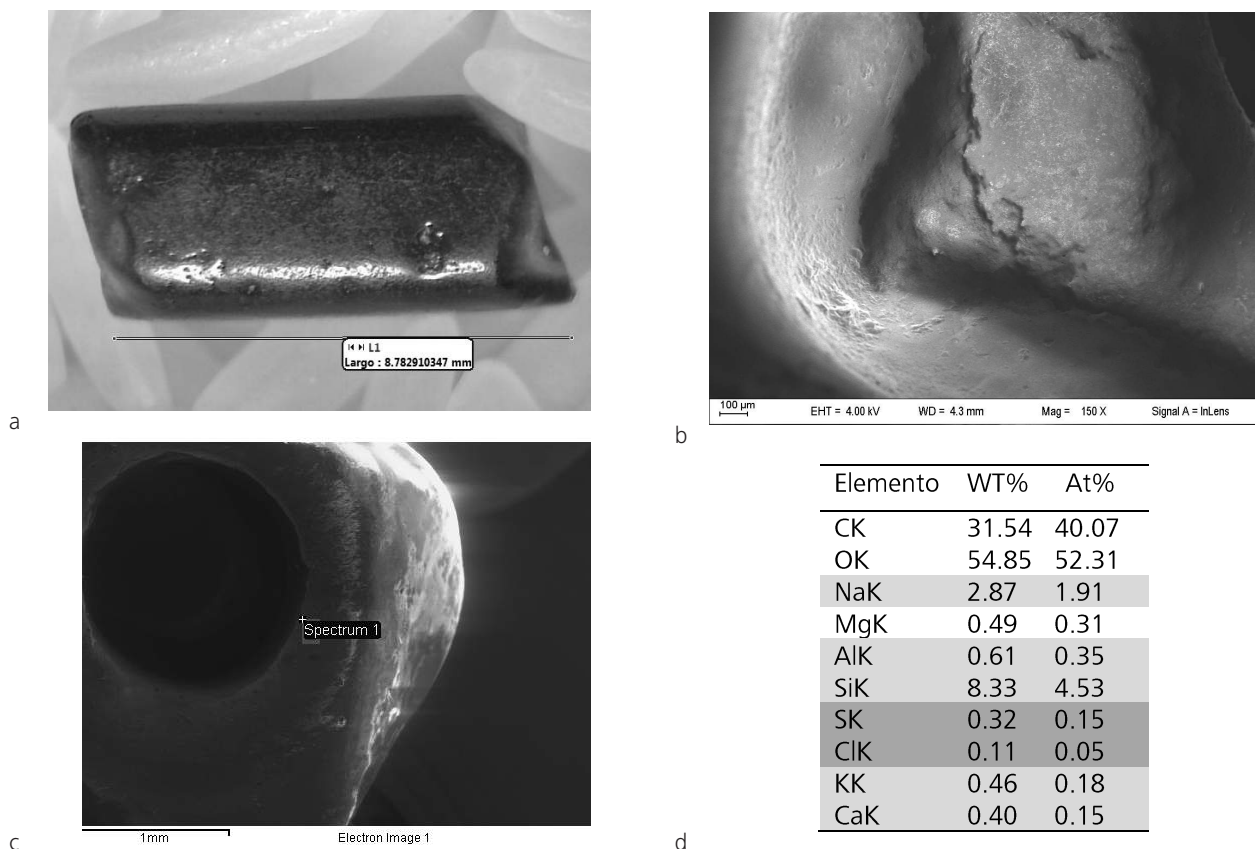 L1
Largo : 8.782910347 mm
a
100 µm EHT = 4.00 kV WD = 4.3 mm Mag = 150 X Signal A = InLens
b
Spectrum 1
1mm Electron Image 1
c
Elemento WT% At%
CK 31.54 40.07
OK 54.85 52.31
NaK 2.87 1.91
MgK 0.49 0.31
AlK 0.61 0.35
SiK 8.33 4.53
SK 0.32 0.15
ClK 0.11 0.05
KK 0.46 0.18
CaK 0.40 0.15
d